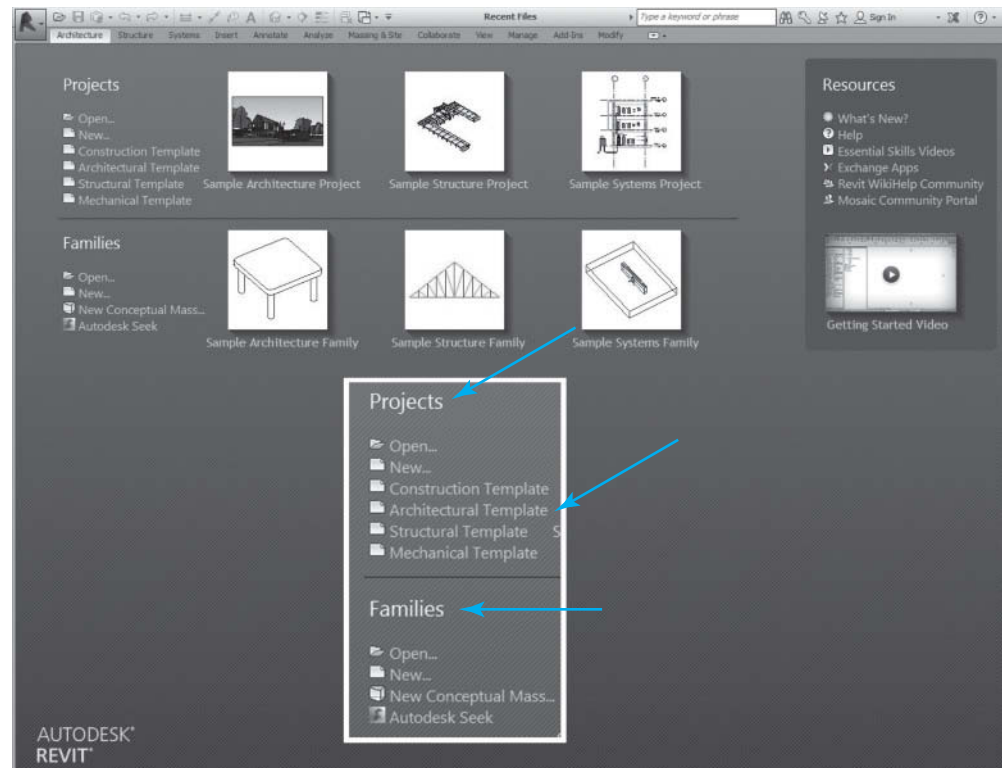 Recent Files
Type a keyword or phrase
Sign In
Architecture Structure Systems Insert Annotate Analyze Massing & Site Collaborate View Manage Add-Ins Modify
Projects
Open...
New...
Construction Template
Architectural Template
Structural Template
Mechanical Template
Sample Architecture Project
Sample Structure Project
Sample Systems Project
Families
Open...
New...
New Conceptual Mass...
Autodesk Seek
Sample Architecture Family
Sample Structure Family
Sample Systems Family
Resources
What's New?
Help
Essential Skills Videos
Exchange Apps
Revit WikiHelp Community
Mosaic Community Portal
Getting Started Video
Projects
Open...
New...
Construction Template
Architectural Template
Structural Template S
Mechanical Template
Families
Open...
New...
New Conceptual Mass...
Autodesk Seek
AUTODESK®
REVIT®